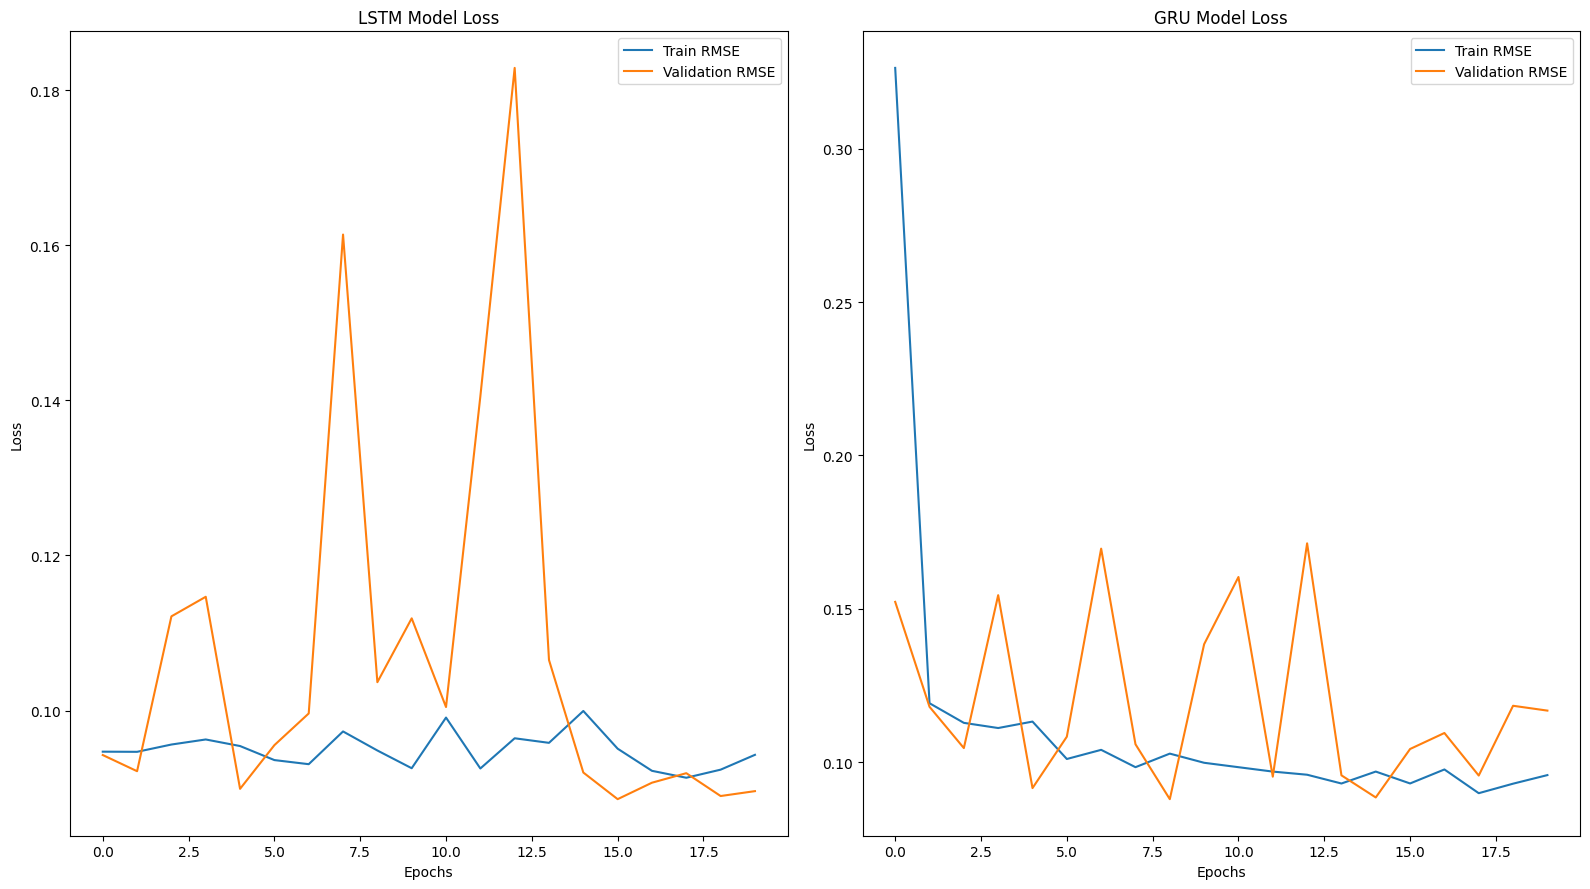 LSTM Model Loss
Train RMSE
Validation RMSE
0.18
0.16
0.14
0.12
0.10
Loss
0.0 2.5 5.0 7.5 10.0 12.5 15.0 17.5
Epochs
GRU Model Loss
Train RMSE
Validation RMSE
0.30
0.25
0.20
0.15
0.10
Loss
0.0 2.5 5.0 7.5 10.0 12.5 15.0 17.5
Epochs